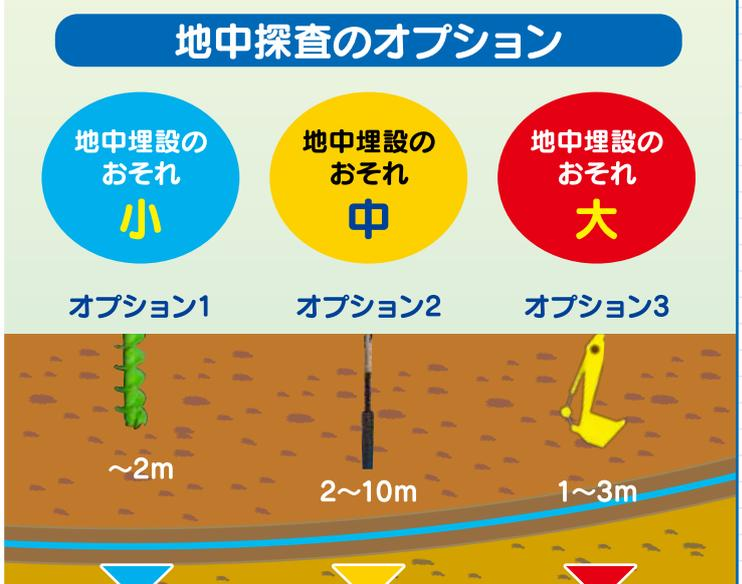 地中探査のオプション
地中埋設の
おそれ
小
地中埋設の
おそれ
中
地中埋設の
おそれ
大
オプション1
オプション2
オプション3
～2m
2～10m
1～3m